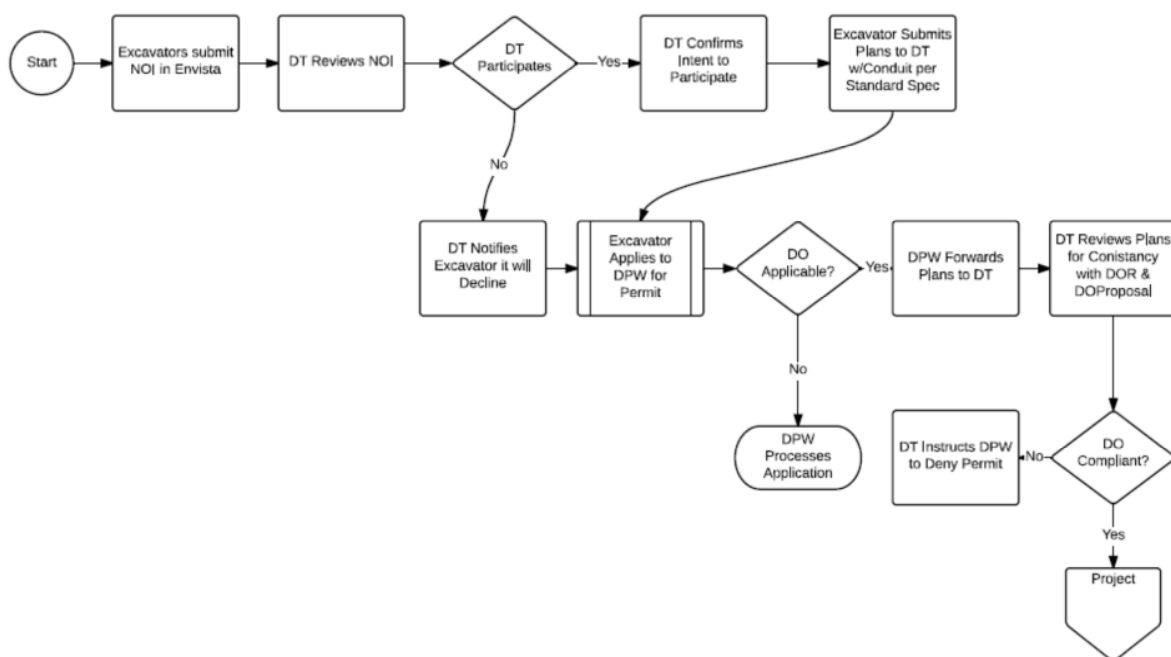 Start
Excavators submit
NOI in Envista
DT Reviews NOI
DT
Participates
Yes
DT Confirms
Intent to
Participate
Excavator Submits
Plans to DT
w/Conduit per
Standard Spec
No
DT Notifies
Excavator it will
Decline
Excavator
Applies to
DPW for
Permit
DO
Applicable?
Yes
DPW Forwards
Plans to DT
DT Reviews Plans
for Conistancy
with DOR &
DOProposal
No
DPW
Processes
Application
DT Instructs DPW
to Deny Permit
No
DO
Compliant?
Yes
Project